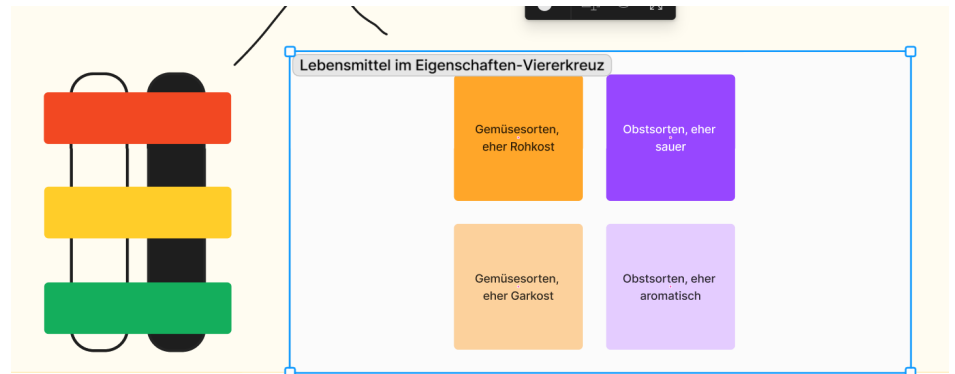 Lebensmittel im Eigenschaften-Viererkreuz
Gemüsesorten,
eher Rohkost
Obstsorten, eher
sauer
Gemüsesorten,
eher Garkost
Obstsorten, eher
aromatisch